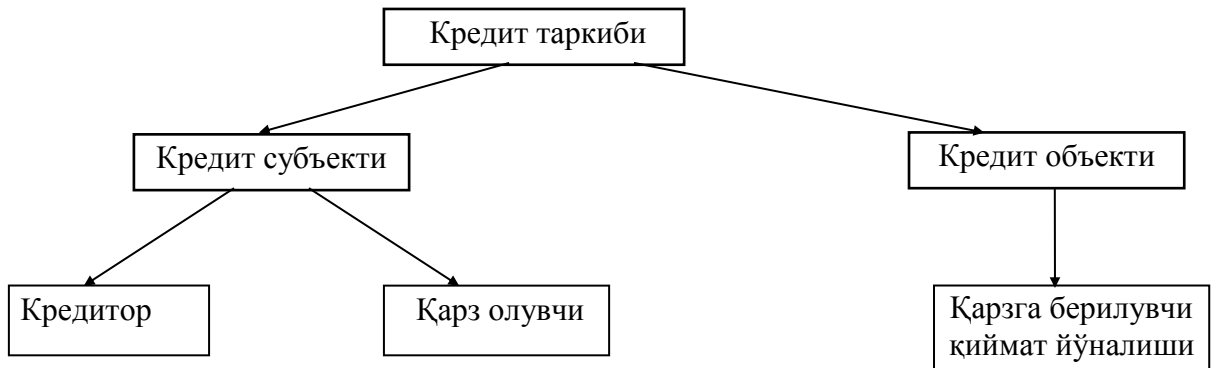 Кредит таркиби
Кредит субъекти
Кредит объекти
Кредитор
Қарз олувчи
Қарзга берилувчи
қиймат йўналиши